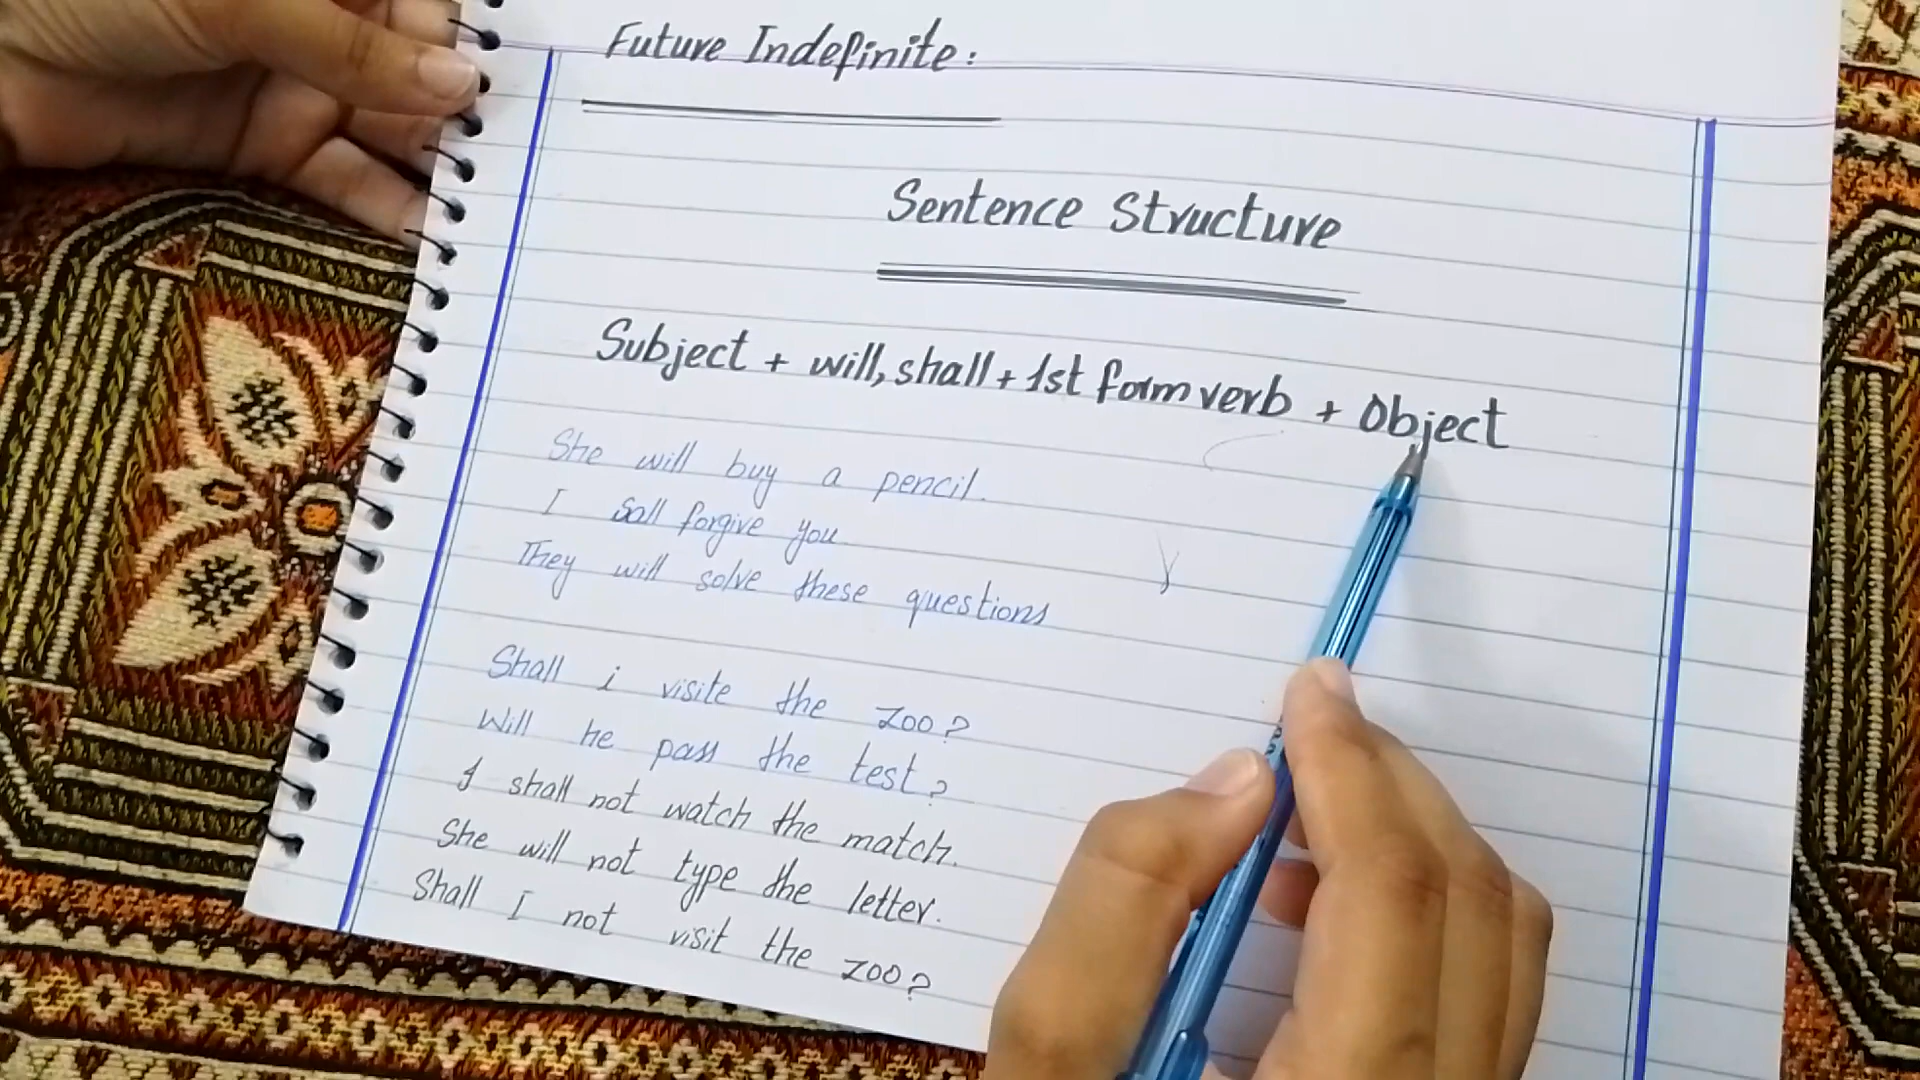 Future Indefinite:
Sentence Structure
Subject + will, shall + 1st form verb + Object
She will buy a pencil.
I Sall forgive you
They will solve these questions
Shall i visite the zoo?
Will he pass the test?
I shall not watch the match.
She will not type the letter.
Shall I not visit the zoo?